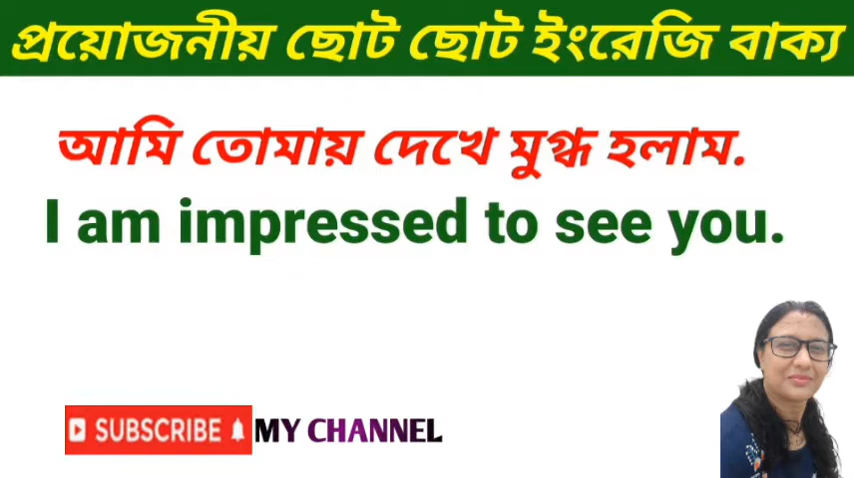 প্রয়োজনীয় ছোট ছোট ইংরেজি বাক্য
আমি তোমায় দেখে মুগ্ধ হলাম.
I am impressed to see you.
SUBSCRIBE MY CHANNEL